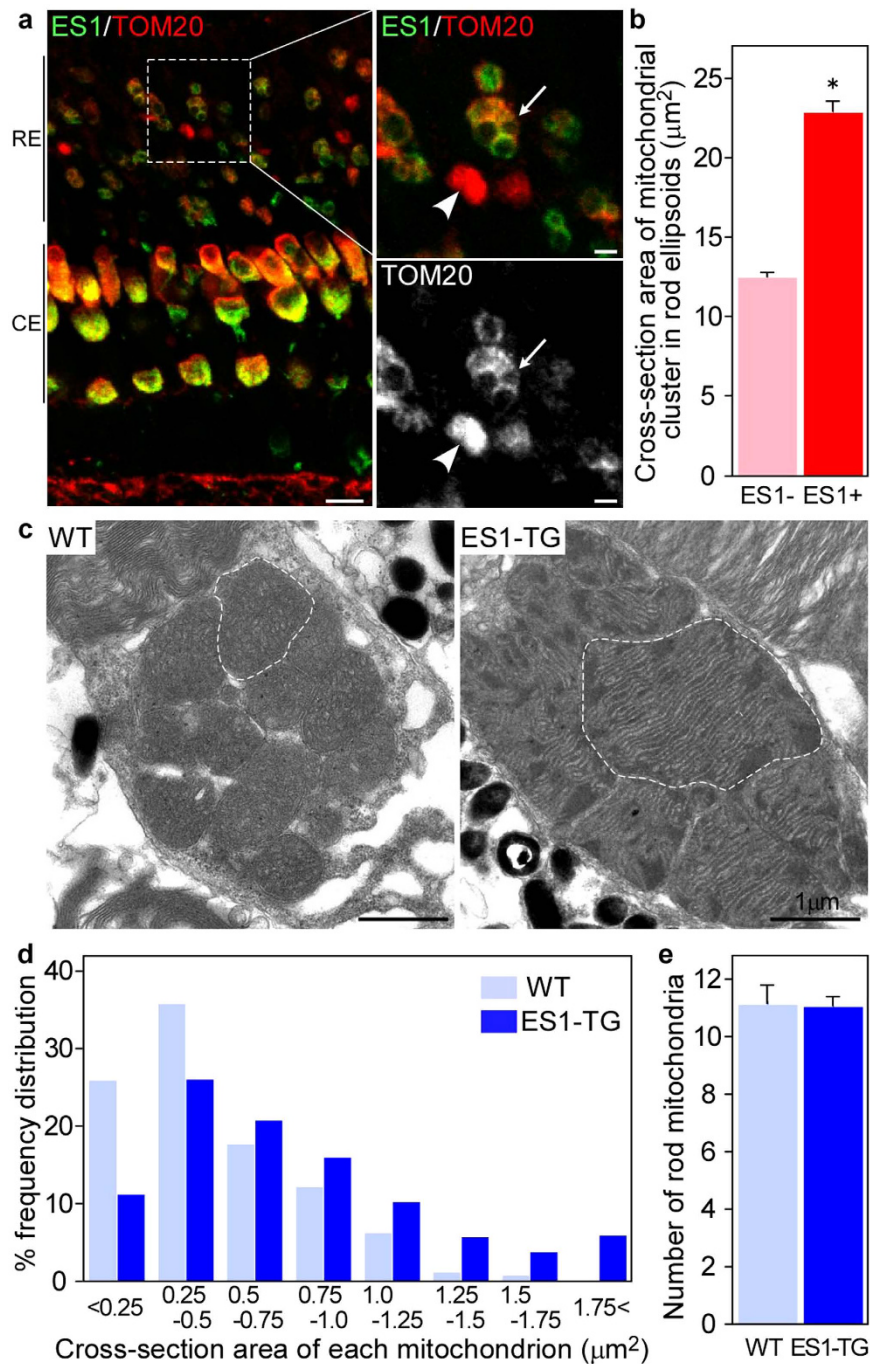 a
ES1/TOM20
ES1/TOM20
RE
CE
TOM20
b
Cross-section area of mitochondrial
cluster in rod ellipsoids (μm²)
25
20
15
10
5
0
*
ES1- ES1+
c
WT
ES1-TG
1μm
d
% frequency distribution
40
30
20
10
0
WT
ES1-TG
<0.25
0.25
-0.5
0.5
-0.75
0.75
-1.0
1.0
-1.25
1.25
-1.5
1.5
-1.75
1.75<
Cross-section area of each mitochondrion (μm²)
e
Number of rod mitochondria
12
10
8
6
4
2
0
WT ES1-TG